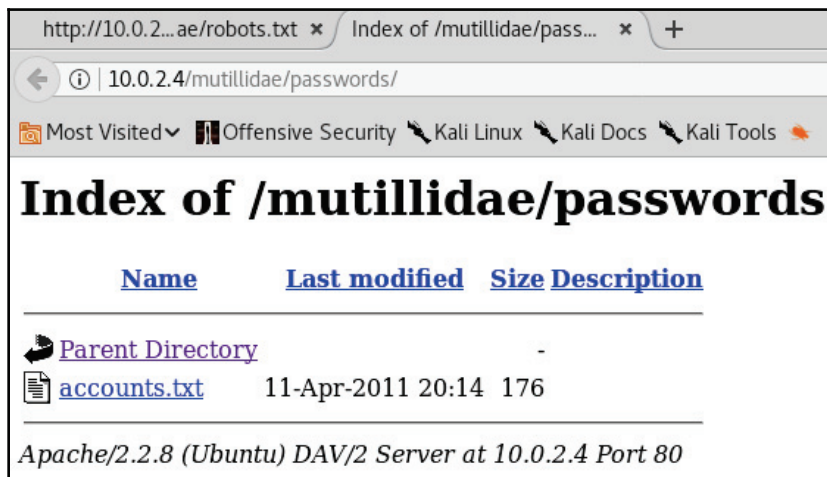 http://10.0.2...ae/robots.txt × Index of /mutillidae/pass... × +
10.0.2.4/mutillidae/passwords/
Most Visited Offensive Security Kali Linux Kali Docs Kali Tools
Index of /mutillidae/passwords
Name Last modified Size Description
Parent Directory -
accounts.txt 11-Apr-2011 20:14 176
Apache/2.2.8 (Ubuntu) DAV/2 Server at 10.0.2.4 Port 80